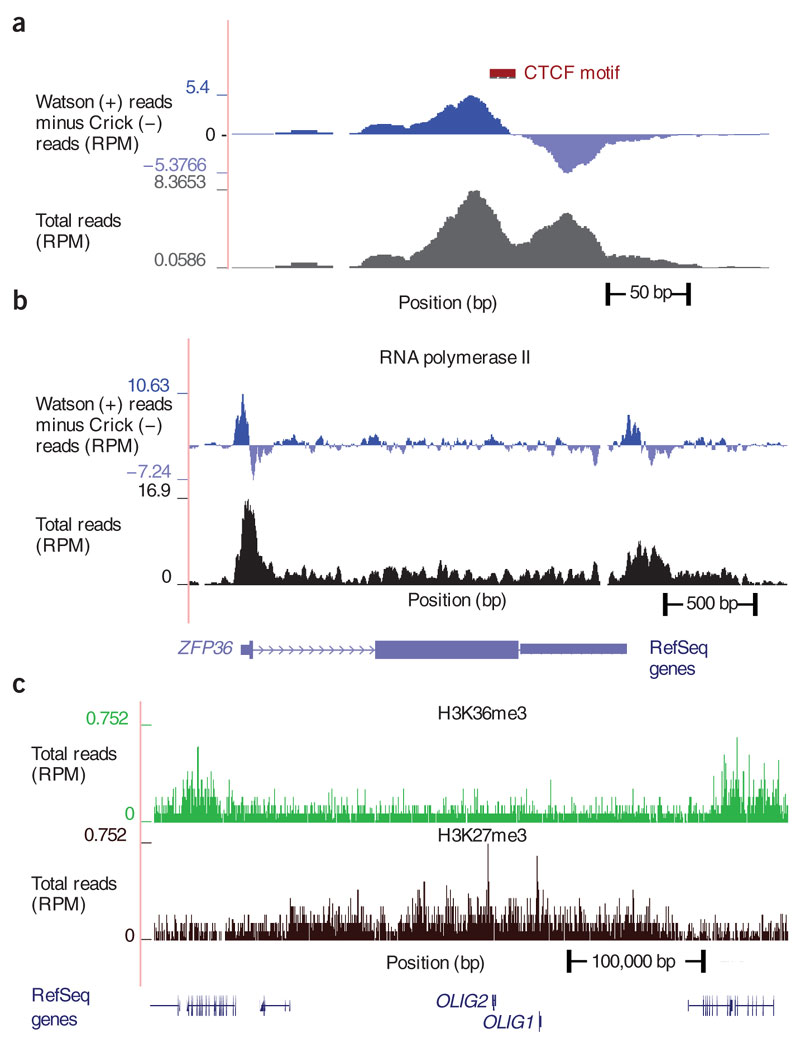 a
CTCF motif
5.4
Watson (+) reads
minus Crick (−)
reads (RPM)
0
−5.3766
8.3653
Total reads
(RPM)
0.0586
50 bp
Position (bp)
b
RNA polymerase II
10.63
Watson (+) reads
minus Crick (−)
reads (RPM)
−7.24
16.9
Total reads
(RPM)
0
Position (bp)
500 bp
ZFP36
RefSeq
genes
c
H3K36me3
0.752
Total reads
(RPM)
0
0.752
H3K27me3
Total reads
(RPM)
0
Position (bp)
100,000 bp
RefSeq
genes
OLIG2
OLIG1